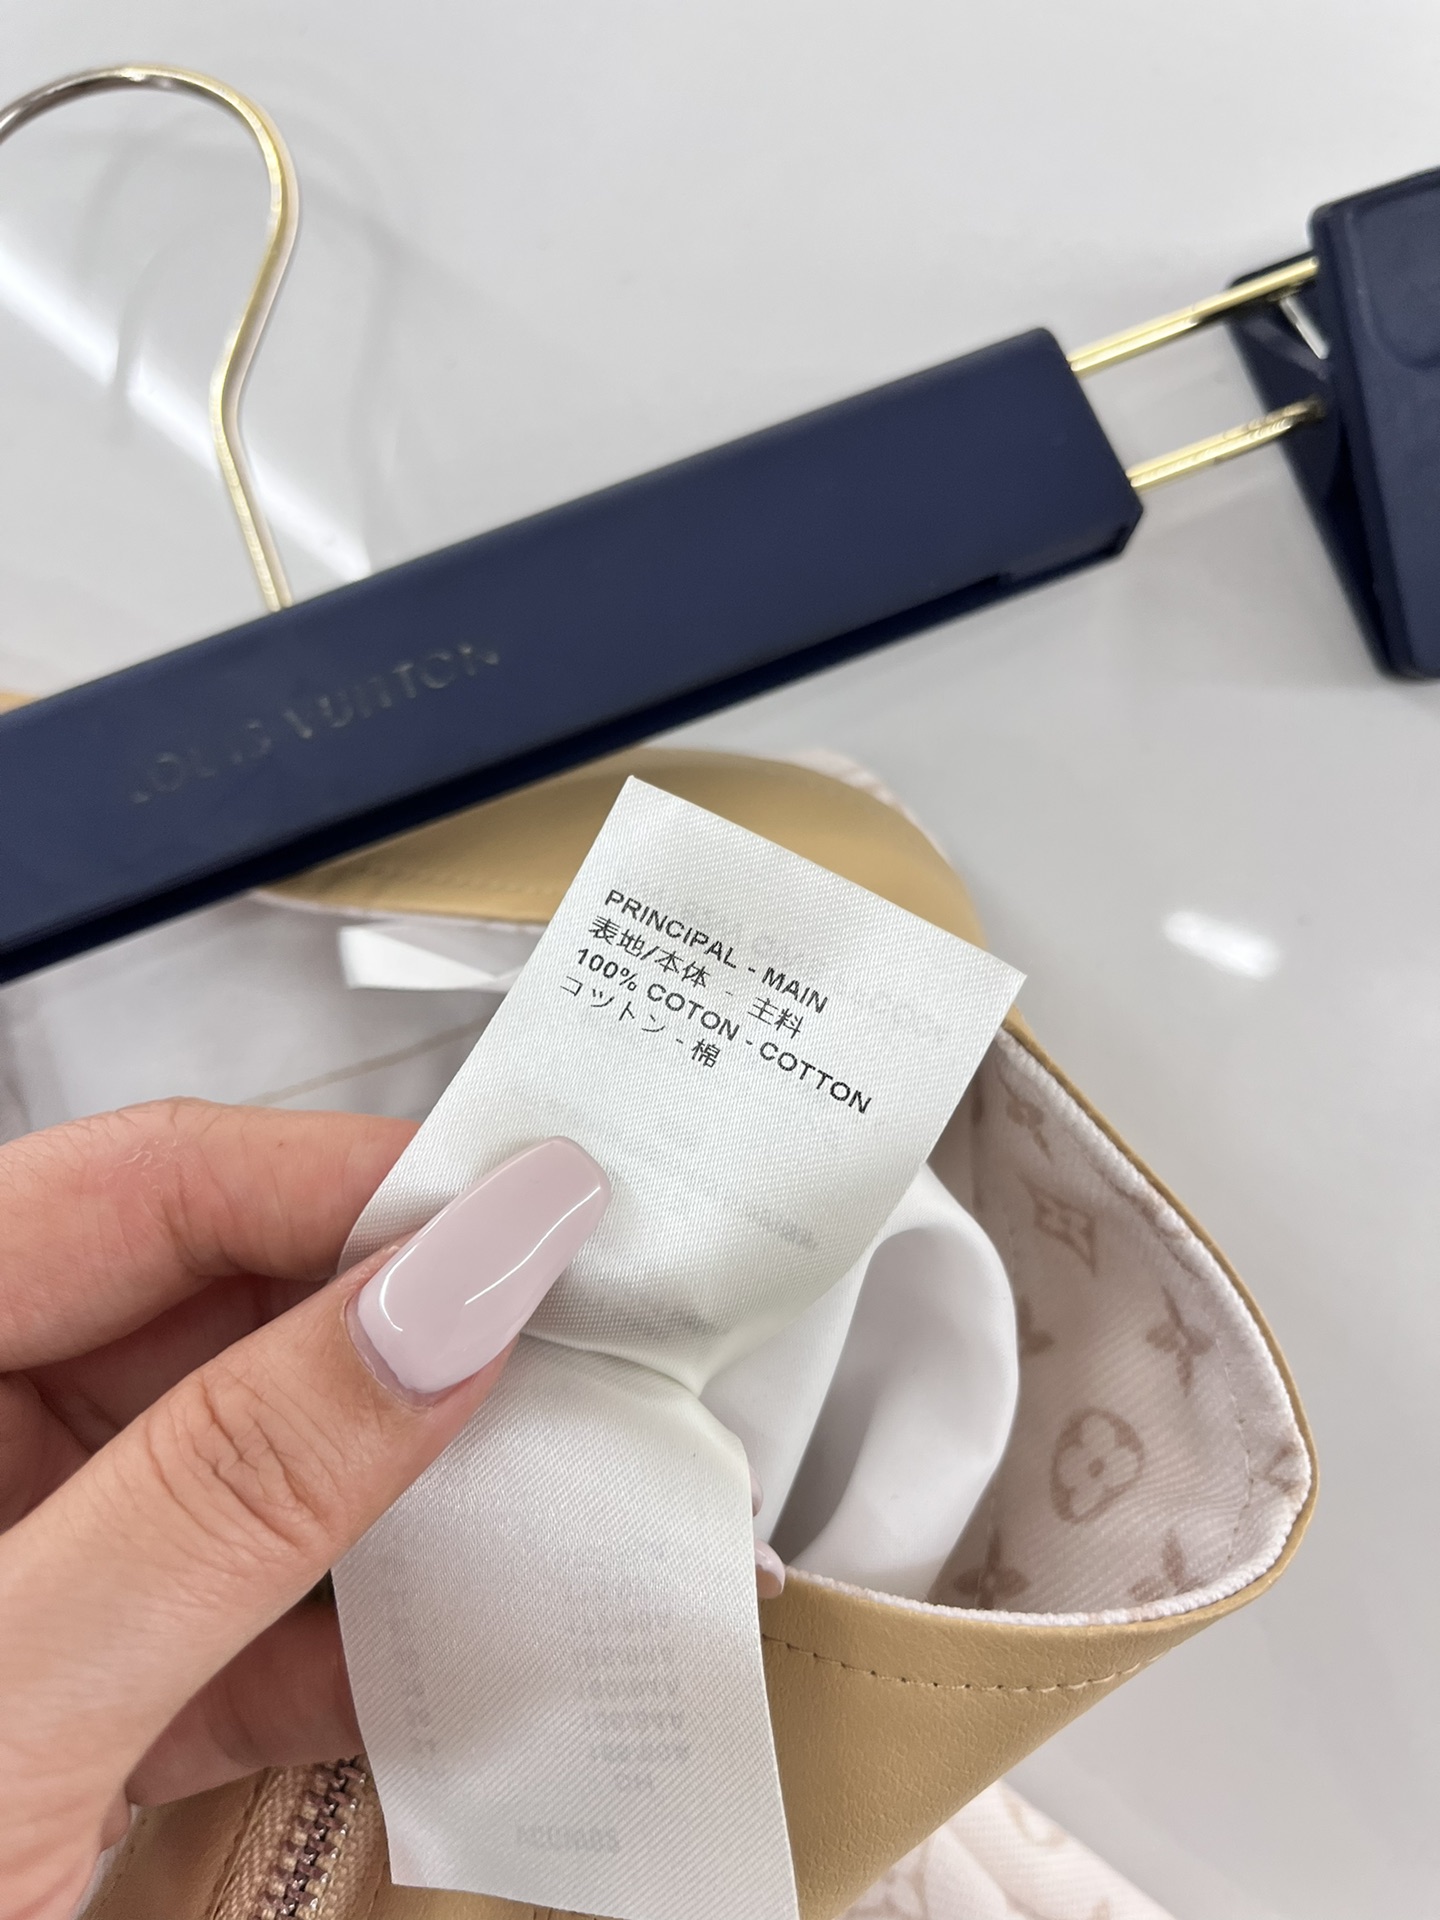 LOUIS VUITTON
PRINCIPAL - MAIN
表地/本体 - 主料
100% COTON - COTTON
コットン - 棉